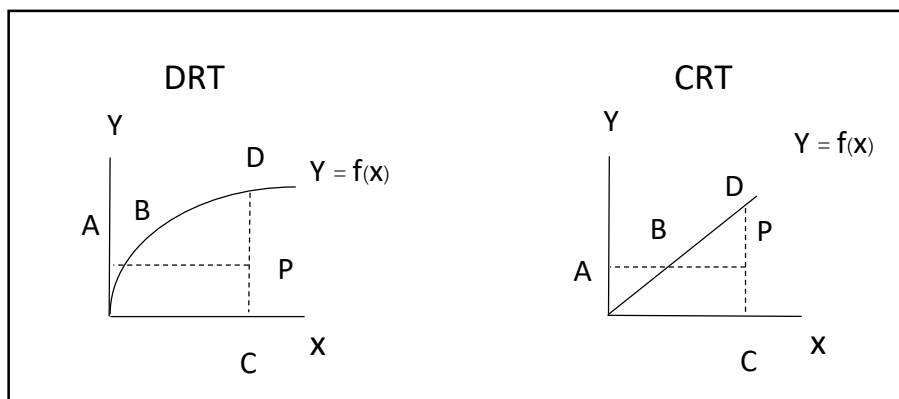 DRT
Y
D
Y = f(x)
B
A
P
X
C
CRT
Y
Y = f(x)
D
B
P
A
X
C